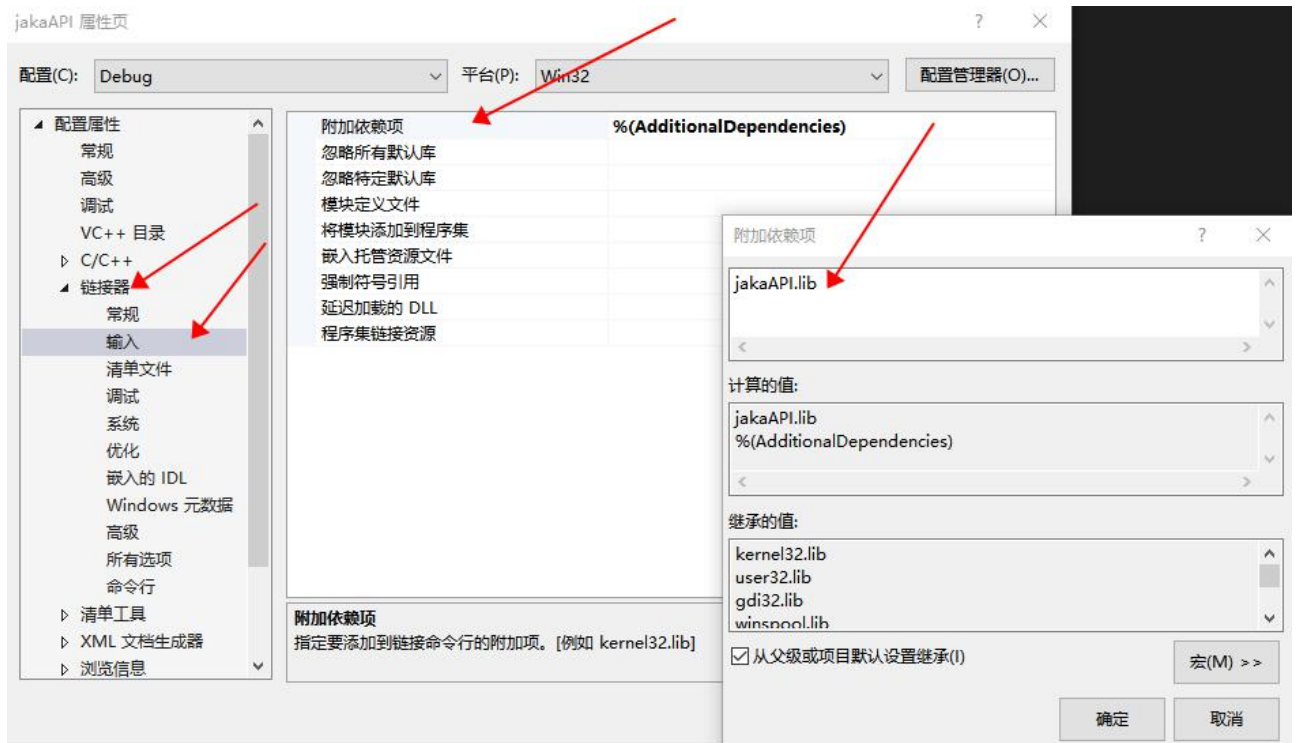 jakaAPI 属性页
配置(C): Debug 平台(P): Win32 配置管理器(O)...
配置属性
常规
高级
调试
VC++ 目录
C/C++
链接器
常规
输入
清单文件
调试
系统
优化
嵌入的 IDL
Windows 元数据
高级
所有选项
命令行
清单工具
XML 文档生成器
浏览信息
附加依赖项 %(AdditionalDependencies)
忽略所有默认库
忽略特定默认库
模块定义文件
将模块添加到程序集
嵌入托管资源文件
强制符号引用
延迟加载的 DLL
程序集链接资源
附加依赖项
指定要添加到链接命令行的附加项。[例如 kernel32.lib]
附加依赖项
jakaAPI.lib
计算的值:
jakaAPI.lib
%(AdditionalDependencies)
继承的值:
kernel32.lib
user32.lib
gdi32.lib
winspool.lib
从父级或项目默认设置继承(I)
宏(M) >>
确定 取消